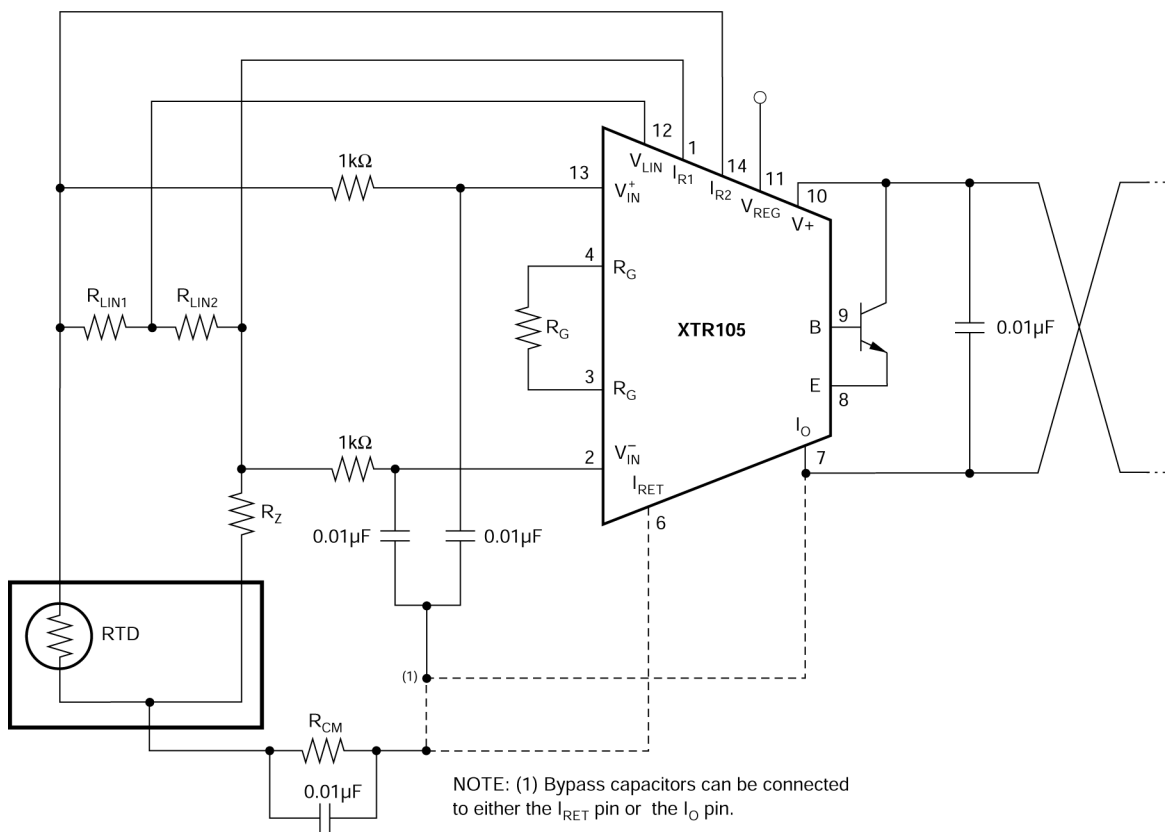 12
1
14
11
10
V_LIN
I_R1
I_R2
V_REG
V+
1kΩ
13
V_IN^+
4
R_G
R_LIN1
R_LIN2
R_G
XTR105
B
9
0.01µF
3
R_G
E
8
1kΩ
2
V_IN^−
I_O
7
I_RET
6
R_Z
0.01µF
0.01µF
RTD
(1)
R_CM
0.01µF
NOTE: (1) Bypass capacitors can be connected
to either the I_RET pin or the I_O pin.